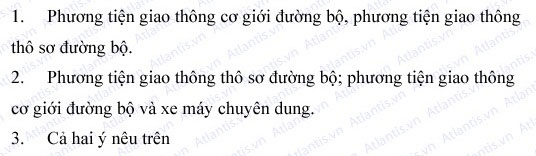 1. Phương tiện giao thông cơ giới đường bộ, phương tiện giao thông
thô sơ đường bộ.
2. Phương tiện giao thông thô sơ đường bộ; phương tiện giao thông
cơ giới đường bộ và xe máy chuyên dung.
3. Cả hai ý nêu trên